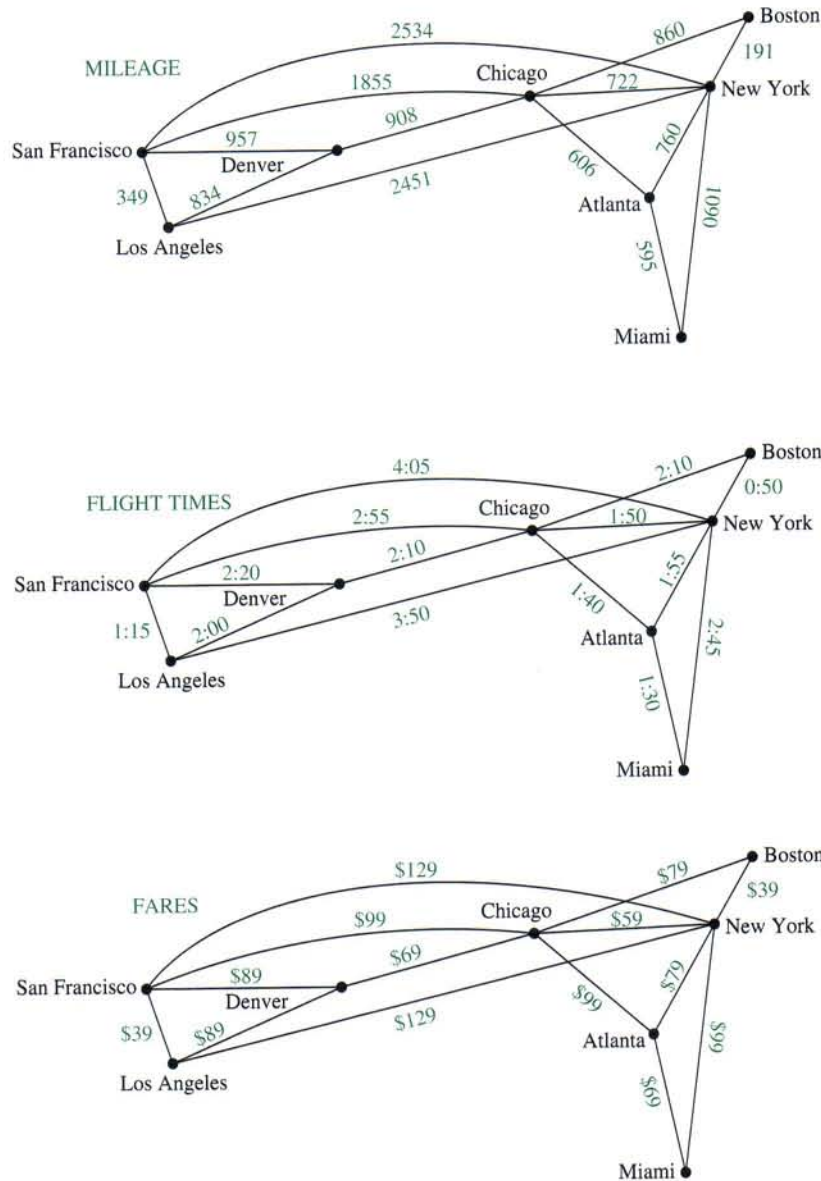 Boston
2534
860
191
MILEAGE
Chicago
1855
722
New York
908
San Francisco
957
Denver
760
606
349
834
2451
Atlanta
1090
Los Angeles
595
Miami
Boston
4:05
2:10
0:50
FLIGHT TIMES
Chicago
2:55
1:50
New York
2:10
San Francisco
2:20
Denver
1:55
1:40
1:15
2:00
3:50
Atlanta
2:45
Los Angeles
1:30
Miami
Boston
$129
$79
$39
FARES
Chicago
$99
$59
New York
$69
San Francisco
$89
Denver
$79
$99
$39
$89
$129
Atlanta
$99
Los Angeles
$69
Miami